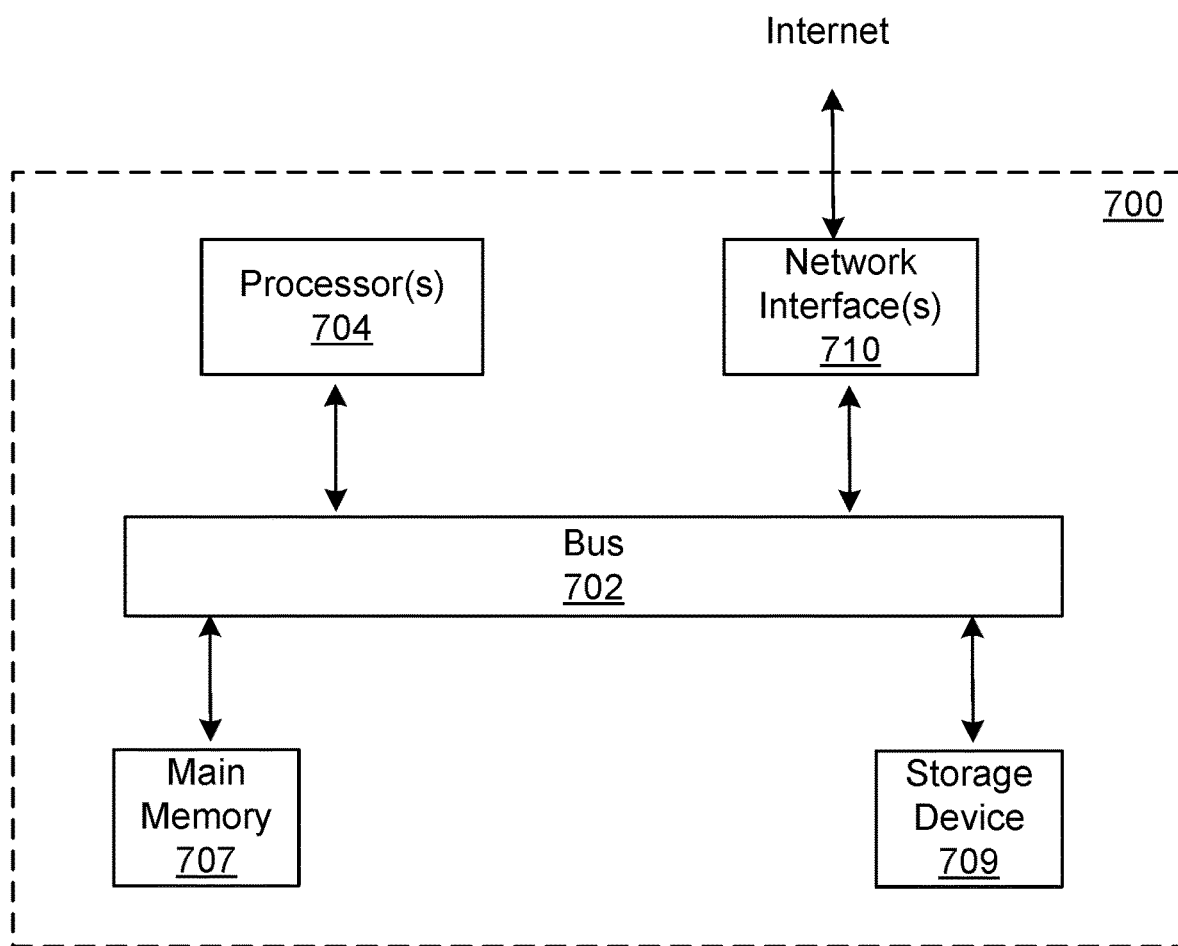 Internet
700
Processor(s)
704
Network
Interface(s)
710
Bus
702
Main
Memory
707
Storage
Device
709